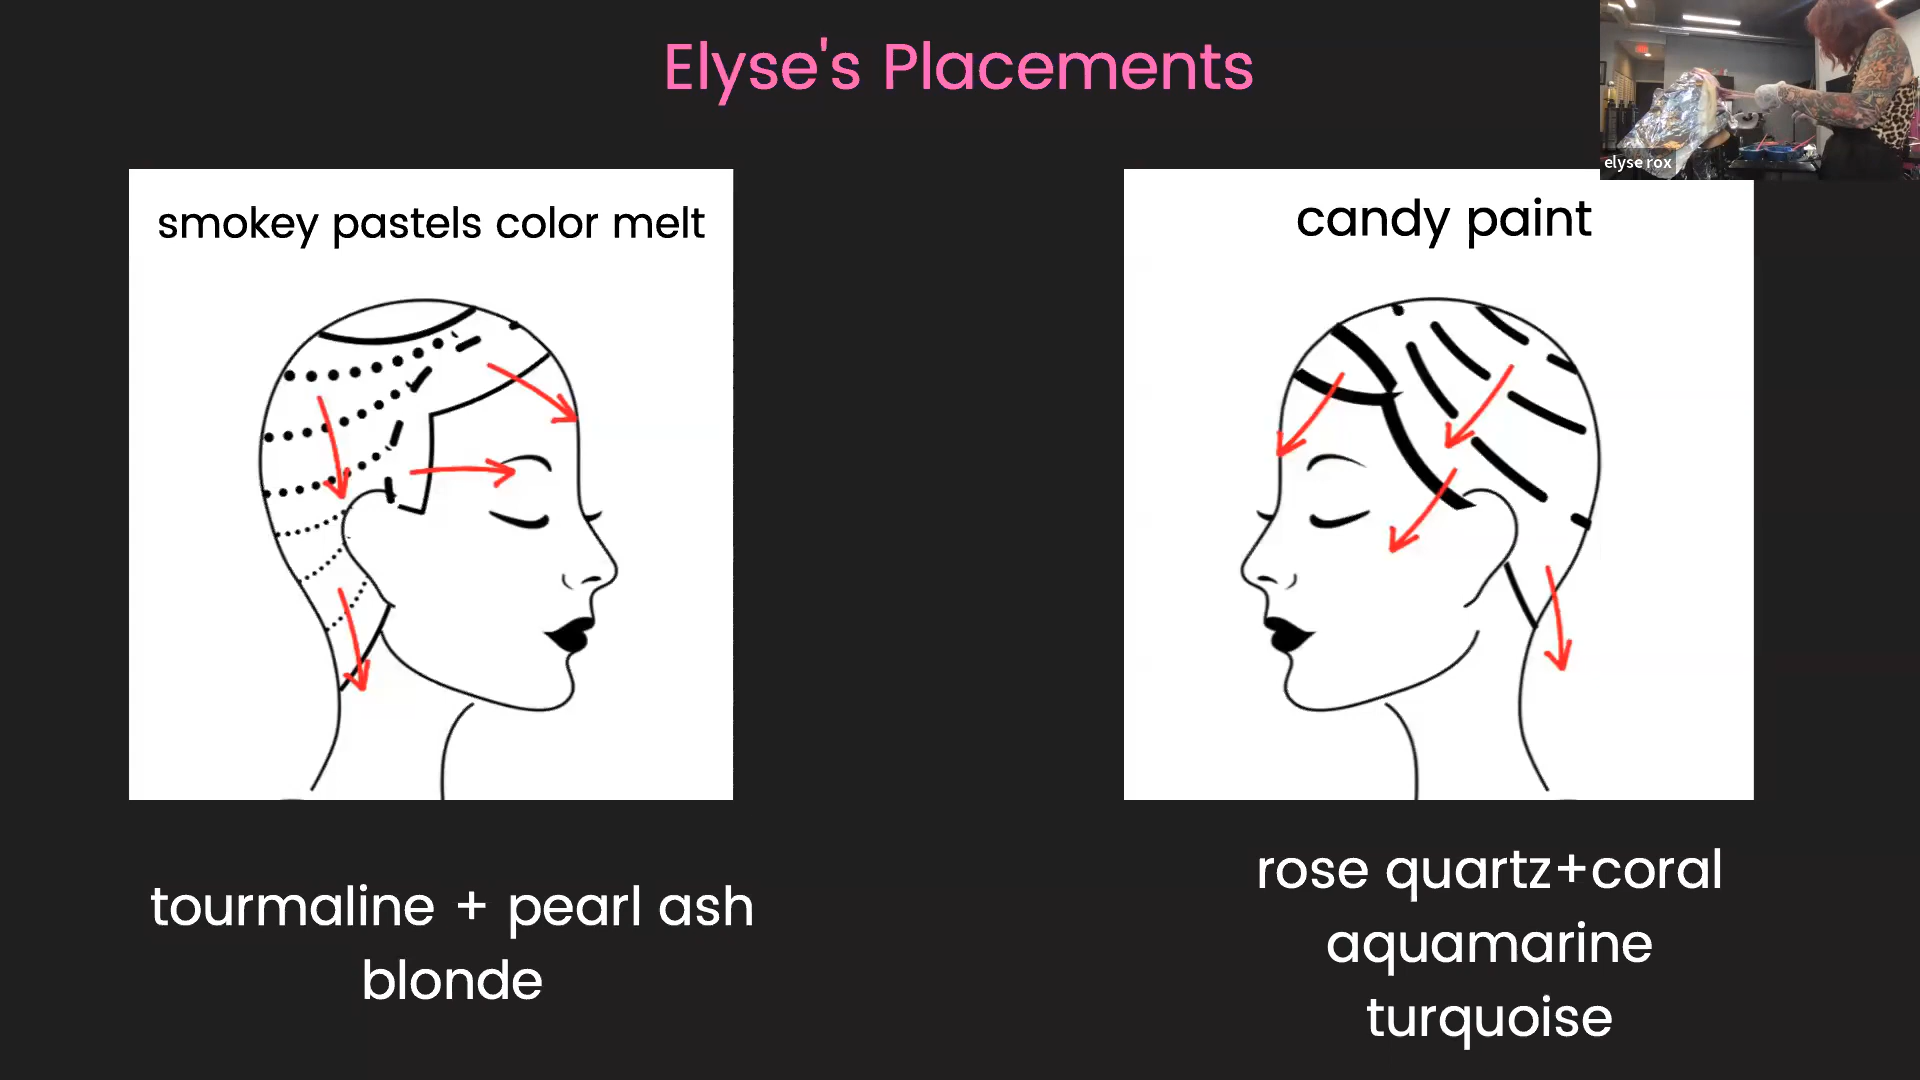 Elyse's Placements
elyse rox
smokey pastels color melt
candy paint
tourmaline + pearl ash
blonde
rose quartz+coral
aquamarine
turquoise